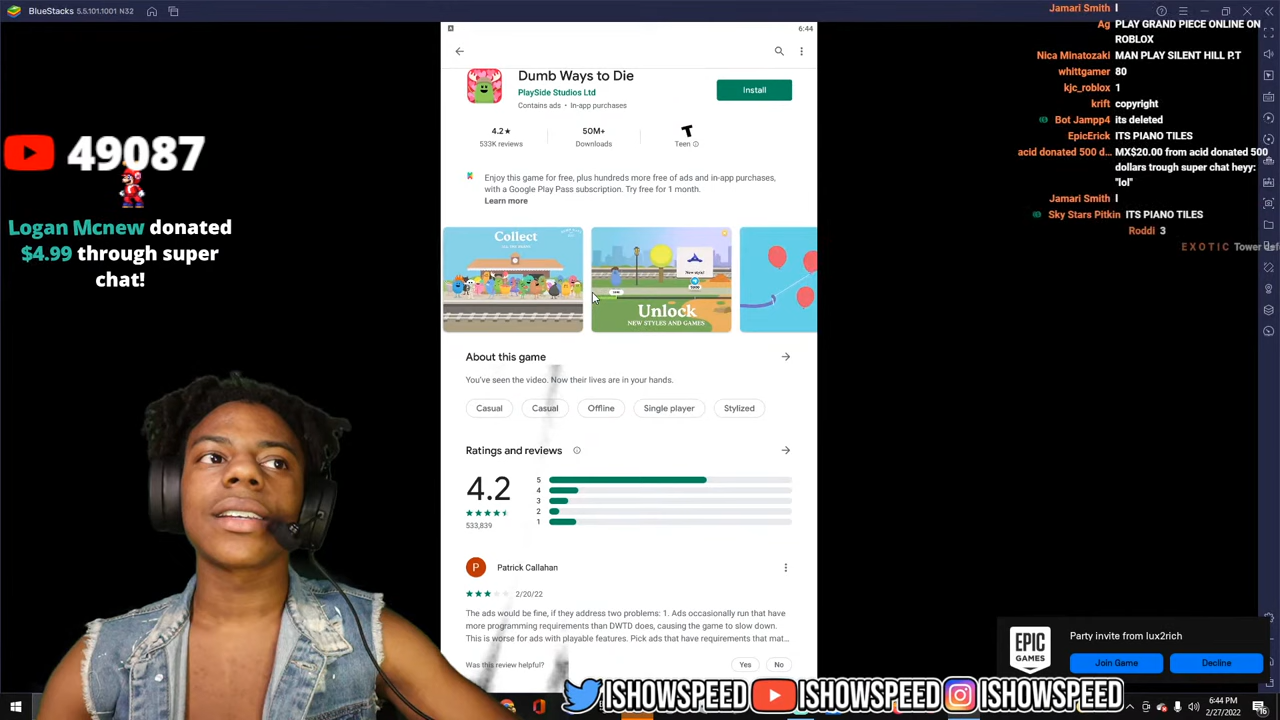 BlueStacks
5.5.101.1001 N32
6:44
Dumb Ways to Die
PlaySide Studios Ltd
Contains ads • In-app purchases
Install
4.2★
533K reviews
50M+
Downloads
T
Teen
Enjoy this game for free, plus hundreds more free of ads and in-app purchases,
with a Google Play Pass subscription. Try free for 1 month.
Learn more
Collect
Unlock
NEW STYLES AND GAMES
New style!
About this game
You've seen the video. Now their lives are in your hands.
Casual
Casual
Offline
Single player
Stylized
Ratings and reviews
4.2
533,839
5
4
3
2
1
P
Patrick Callahan
2/20/22
The ads would be fine, if they address two problems: 1. Ads occasionally run that have
more programming requirements than DWTD does, causing the game to slow down.
This is worse for ads with playable features. Pick ads that have requirements that mat...
Was this review helpful?
Yes
No
49087
Logan Mcnew donated
$4.99 through super
chat!
Jamari Smith I
Ag I PLAY GRAND PIECE ONLINE ON
ROBLOX
Nica Minatozaki MAN PLAY SILENT HILL P.T
whittgamer 80
kjc_roblox 1
krift copyright
Bot Jampp4 its deleted
EpicErick ITS PIANO TILES
acid donated 500 d... MX$20.00 from acid donated 500
dollars trough super chat heyy:
"lol"
Jamari Smith I
Sky Stars Pitkin ITS PIANO TILES
Roddi 3
EXOTIC Tower
EPIC
GAMES
Party invite from lux2itch
Join Game
Decline
ISHOWSPEED
ISHOWSPEED
ISHOWSPEED
6:44 PM
2/27/2022